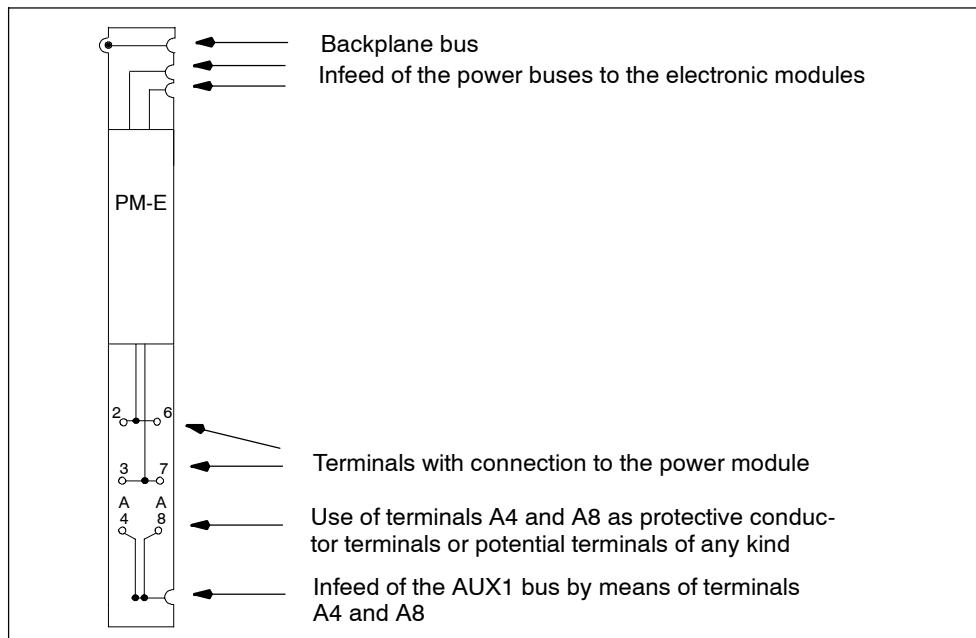 Backplane bus
Infeed of the power buses to the electronic modules
PM-E
2 6
3 7
Terminals with connection to the power module
A A
4 8
Use of terminals A4 and A8 as protective conduc-
tor terminals or potential terminals of any kind
Infeed of the AUX1 bus by means of terminals
A4 and A8